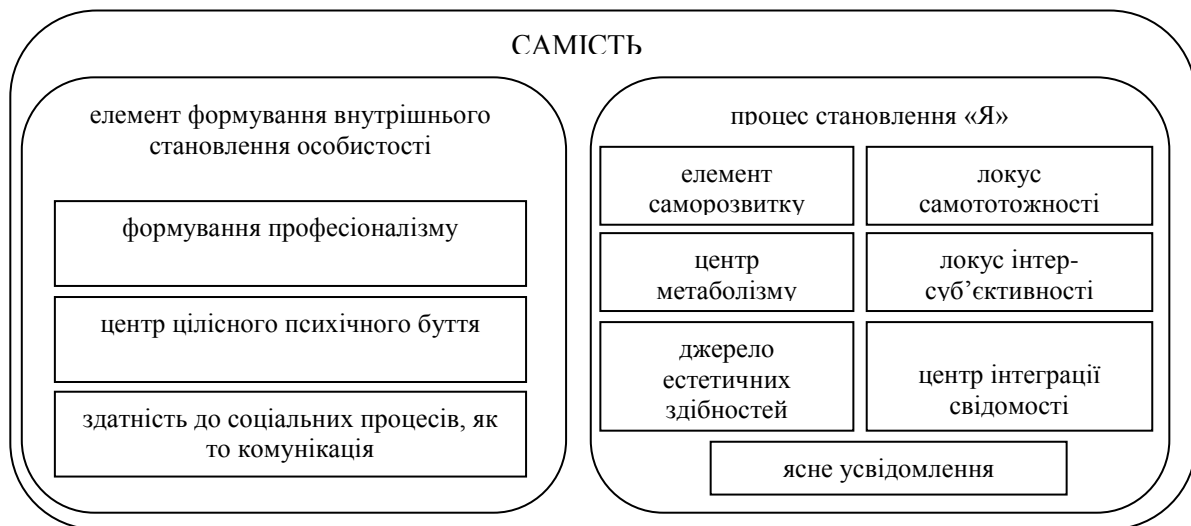 САМІСТЬ
елемент формування внутрішнього
становлення особистості
формування професіоналізму
центр цілісного психічного буття
здатність до соціальних процесів, як
то комунікація
процес становлення «Я»
елемент
саморозвитку
локус
самототожності
центр
метаболізму
локус інтер-
суб’єктивності
джерело
естетичних
здібностей
центр інтеграції
свідомості
ясне усвідомлення